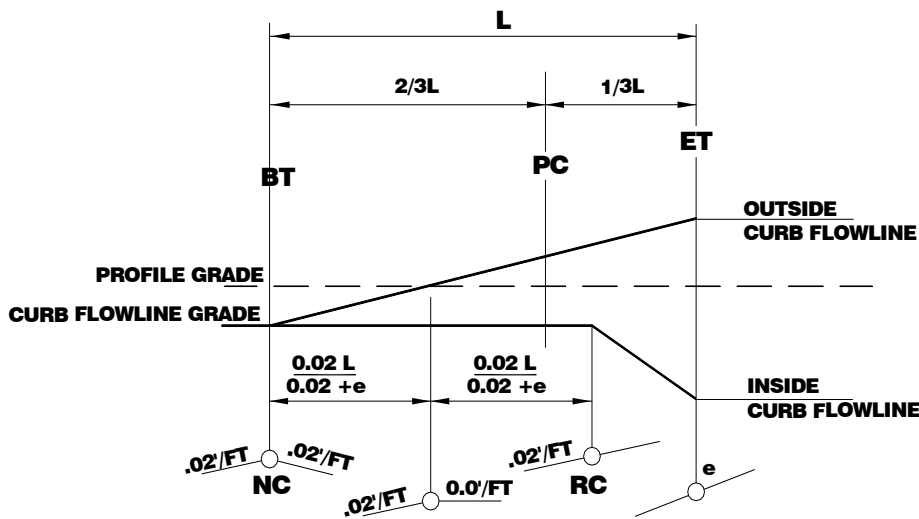 L
2/3L
1/3L
BT
PC
ET
OUTSIDE
CURB FLOWLINE
PROFILE GRADE
CURB FLOWLINE GRADE
0.02 L
0.02 +e
0.02 L
0.02 +e
INSIDE
CURB FLOWLINE
.02'/FT
.02'/FT
NC
.02'/FT
0.0'/FT
.02'/FT
RC
e